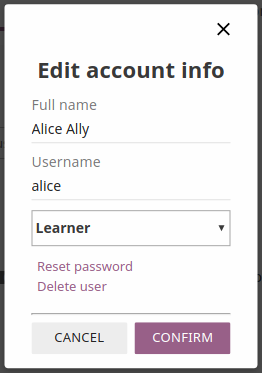 Edit account info
Full name
Alice Ally
Username
alice
Learner
Reset password
Delete user
CANCEL CONFIRM